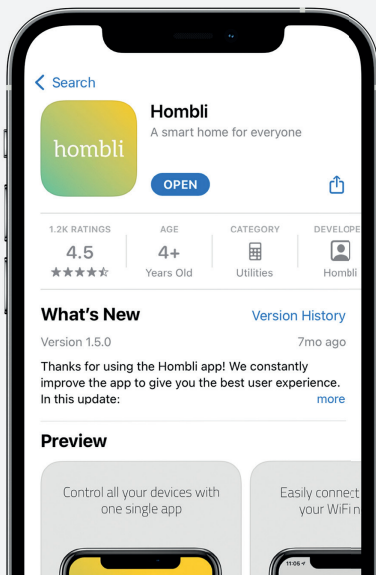 Search
hombli
Hombli
A smart home for everyone
OPEN
1.2K RATINGS
4.5
AGE
4+
Years Old
CATEGORY
Utilities
DEVELOPE
Hombli
What's New
Version History
Version 1.5.0
7mo ago
Thanks for using the Hombli app! We constantly
improve the app to give you the best user experience.
In this update:
more
Preview
Control all your devices with
one single app
Easily connect
your WiFi n
11:05